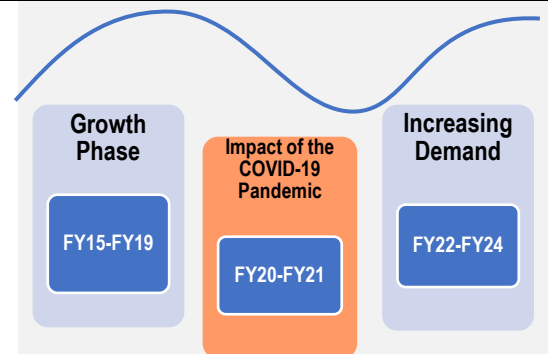 Growth
Phase
FY15-FY19
Impact of the
COVID-19
Pandemic
FY20-FY21
Increasing
Demand
FY22-FY24